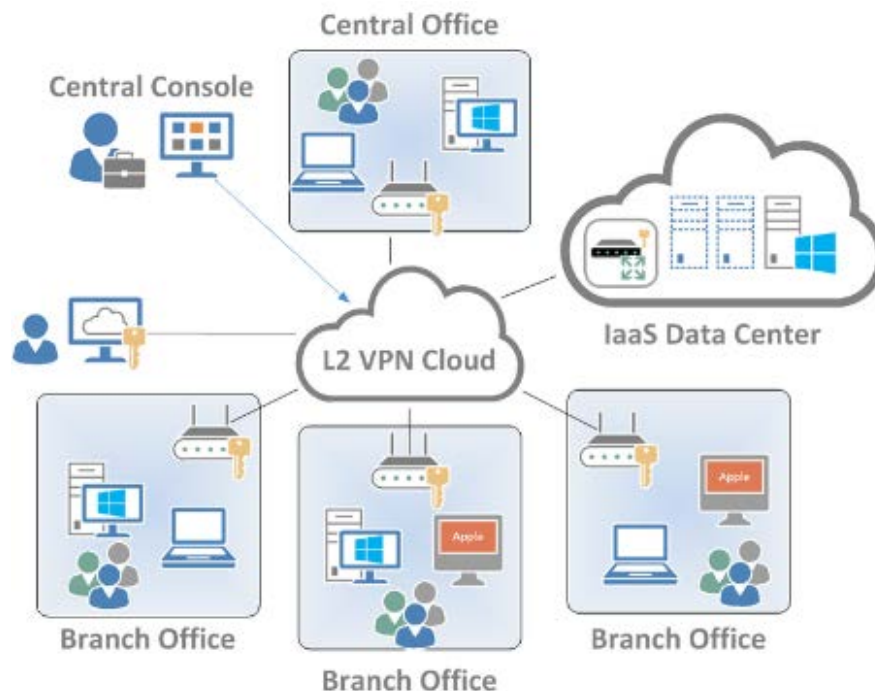 Central Office
Central Console
IaaS Data Center
L2 VPN Cloud
Apple
Apple
Branch Office
Branch Office
Branch Office